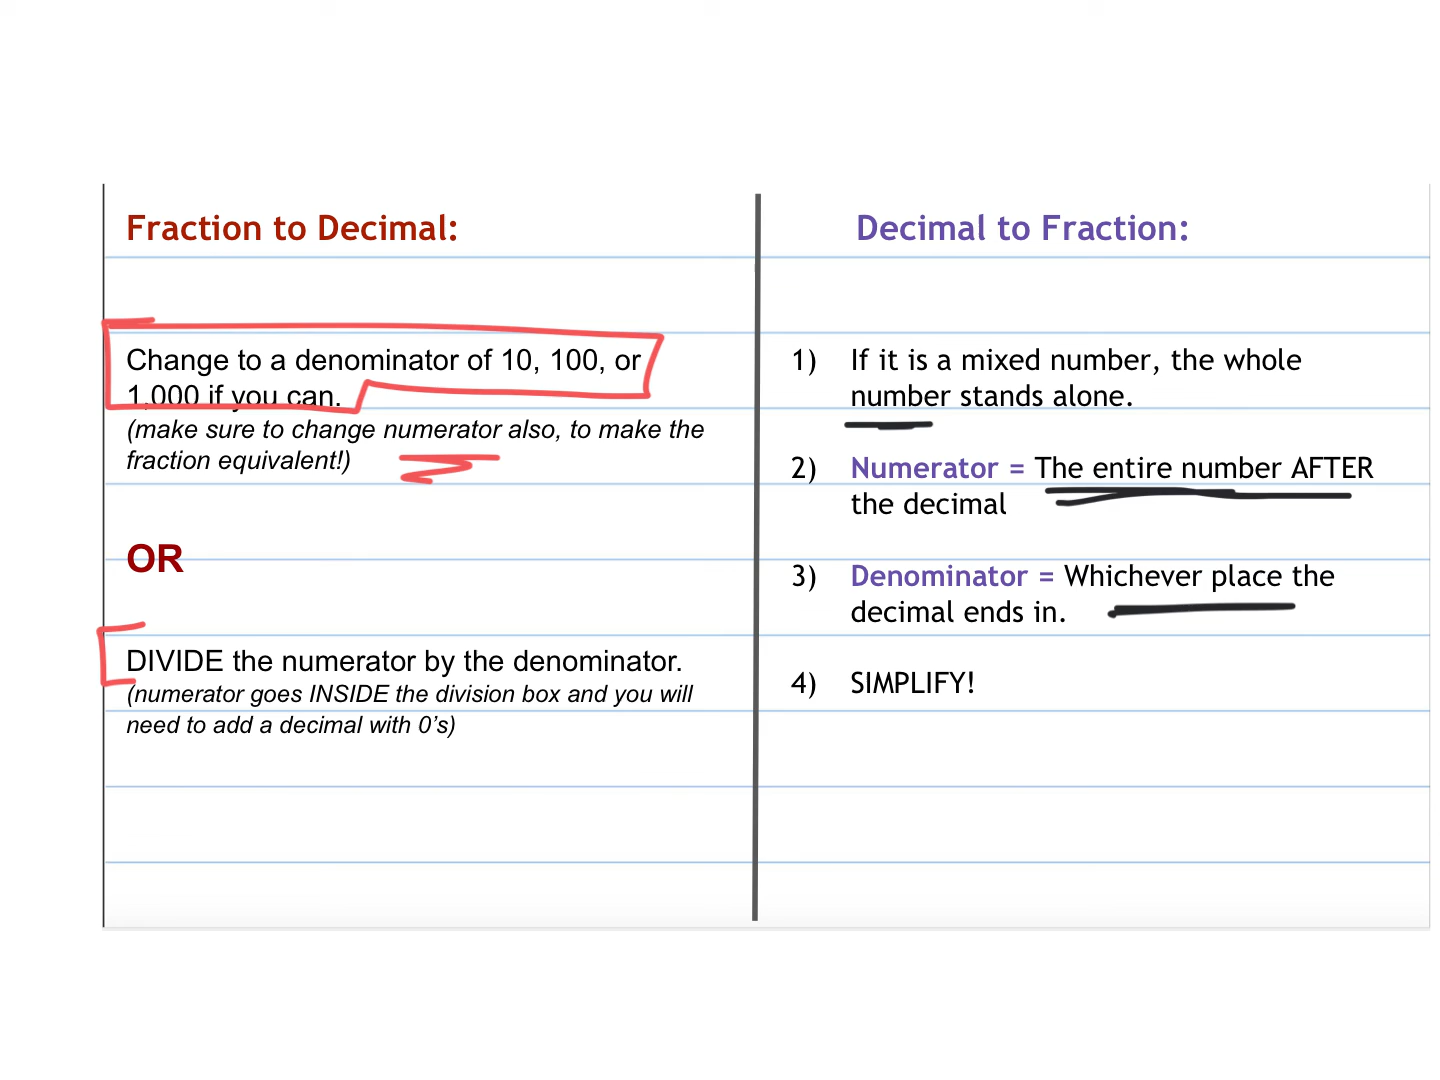 Fraction to Decimal:
Change to a denominator of 10, 100, or
1,000 if you can.
(make sure to change numerator also, to make the
fraction equivalent!)
OR
DIVIDE the numerator by the denominator.
(numerator goes INSIDE the division box and you will
need to add a decimal with 0's)
Decimal to Fraction:
1) If it is a mixed number, the whole
number stands alone.
2) Numerator = The entire number AFTER
the decimal
3) Denominator = Whichever place the
decimal ends in.
4) SIMPLIFY!